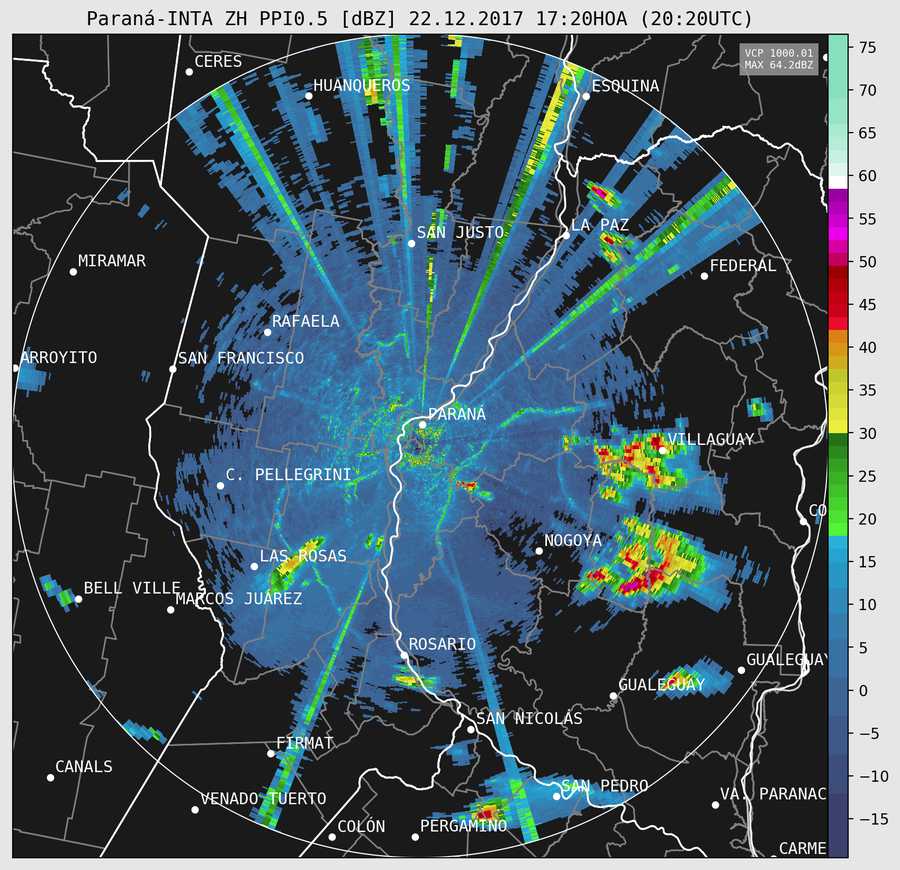 Paraná-INTA ZH PPI0.5 [dBZ] 22.12.2017 17:20HOA (20:20UTC)
VCP 1000.01
MAX 64.2dBZ
CERES
HUANQUEROS
ESQUINA
SAN JUSTO
LA PAZ
MIRAMAR
FEDERAL
RAFAELA
ARROYITO
SAN FRANCISCO
PARANÁ
VILLAGUAY
C. PELLEGRINI
CO
NOGOYA
LAS ROSAS
BELL VILLE
MARCOS JUÁREZ
ROSARIO
GUALEGUAY
GUALEGUAY
SAN NICOLÁS
FIRMAT
CANALS
SAN PEDRO
VENADO TUERTO
VA. PARANAC
COLÓN
PERGAMINO
CARME
75
70
65
60
55
50
45
40
35
30
25
20
15
10
5
0
−5
−10
−15